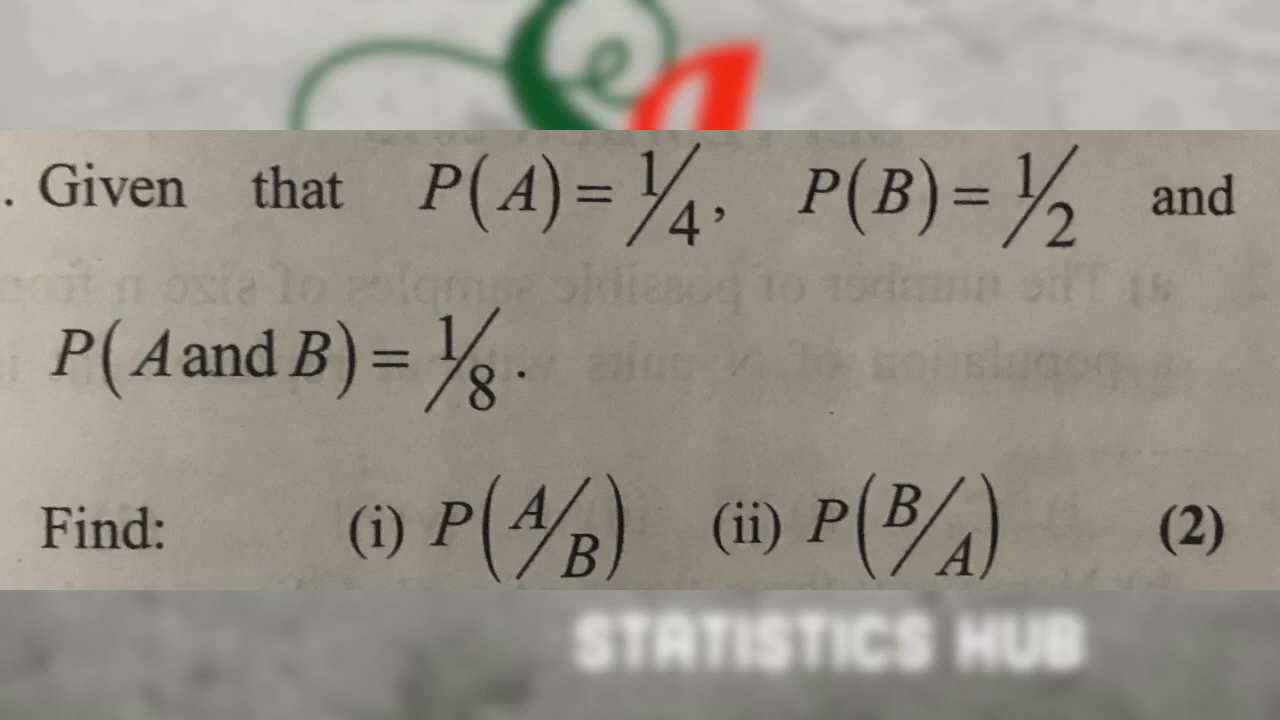 . Given that P(A) = 1/4, P(B) = 1/2 and
P(A and B) = 1/8.
Find: (i) P(A/B) (ii) P(B/A) (2)
STATISTICS HUB